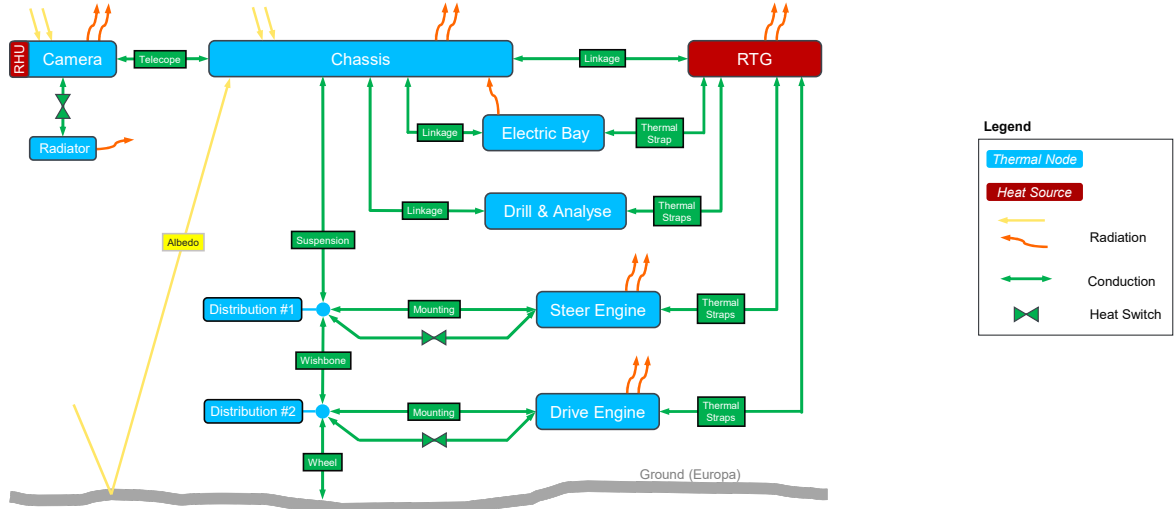 RHU
Camera
Telecope
Chassis
Linkage
RTG
Radiator
Linkage
Electric Bay
Thermal
Strap
Linkage
Drill & Analyse
Thermal
Straps
Albedo
Suspension
Distribution #1
Mounting
Steer Engine
Thermal
Straps
Wishbone
Distribution #2
Mounting
Drive Engine
Thermal
Straps
Wheel
Ground (Europa)
Legend
Thermal Node
Heat Source
Radiation
Conduction
Heat Switch